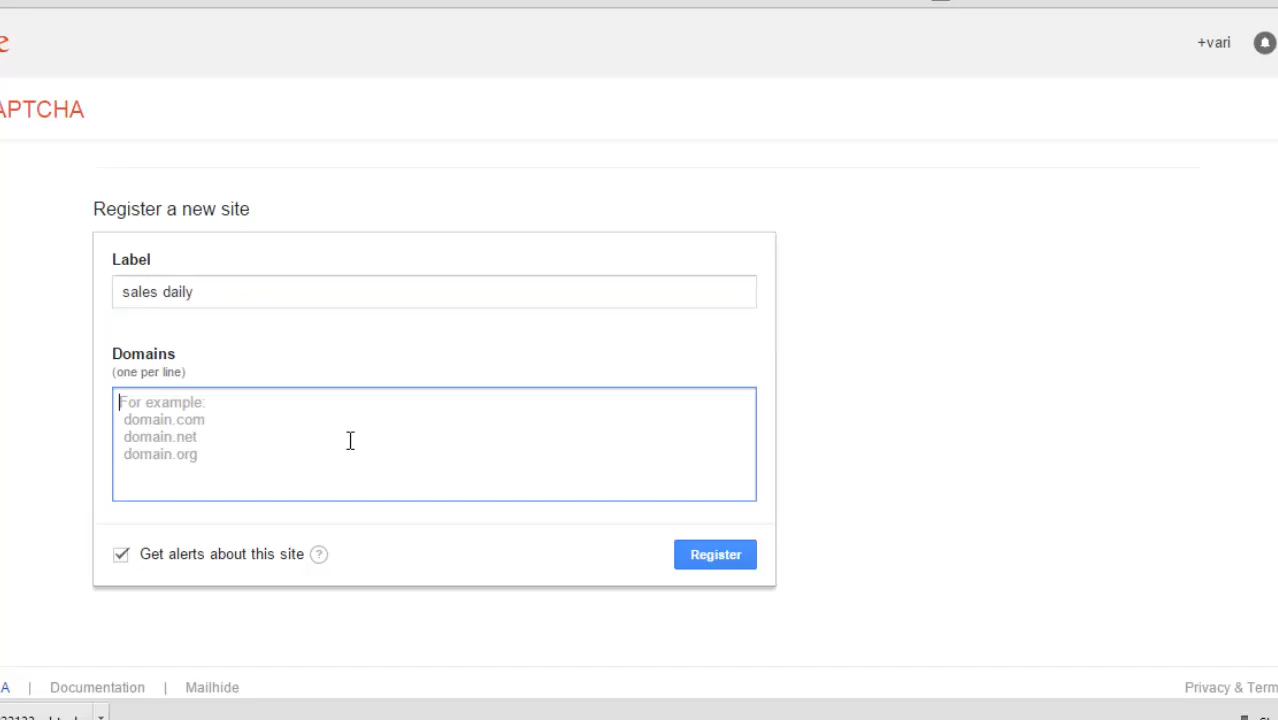 +vari
APTCHA
Register a new site
Label
sales daily
Domains
(one per line)
For example:
domain.com
domain.net
domain.org
Get alerts about this site ?
Register
A | Documentation | Mailhide
Privacy & Term